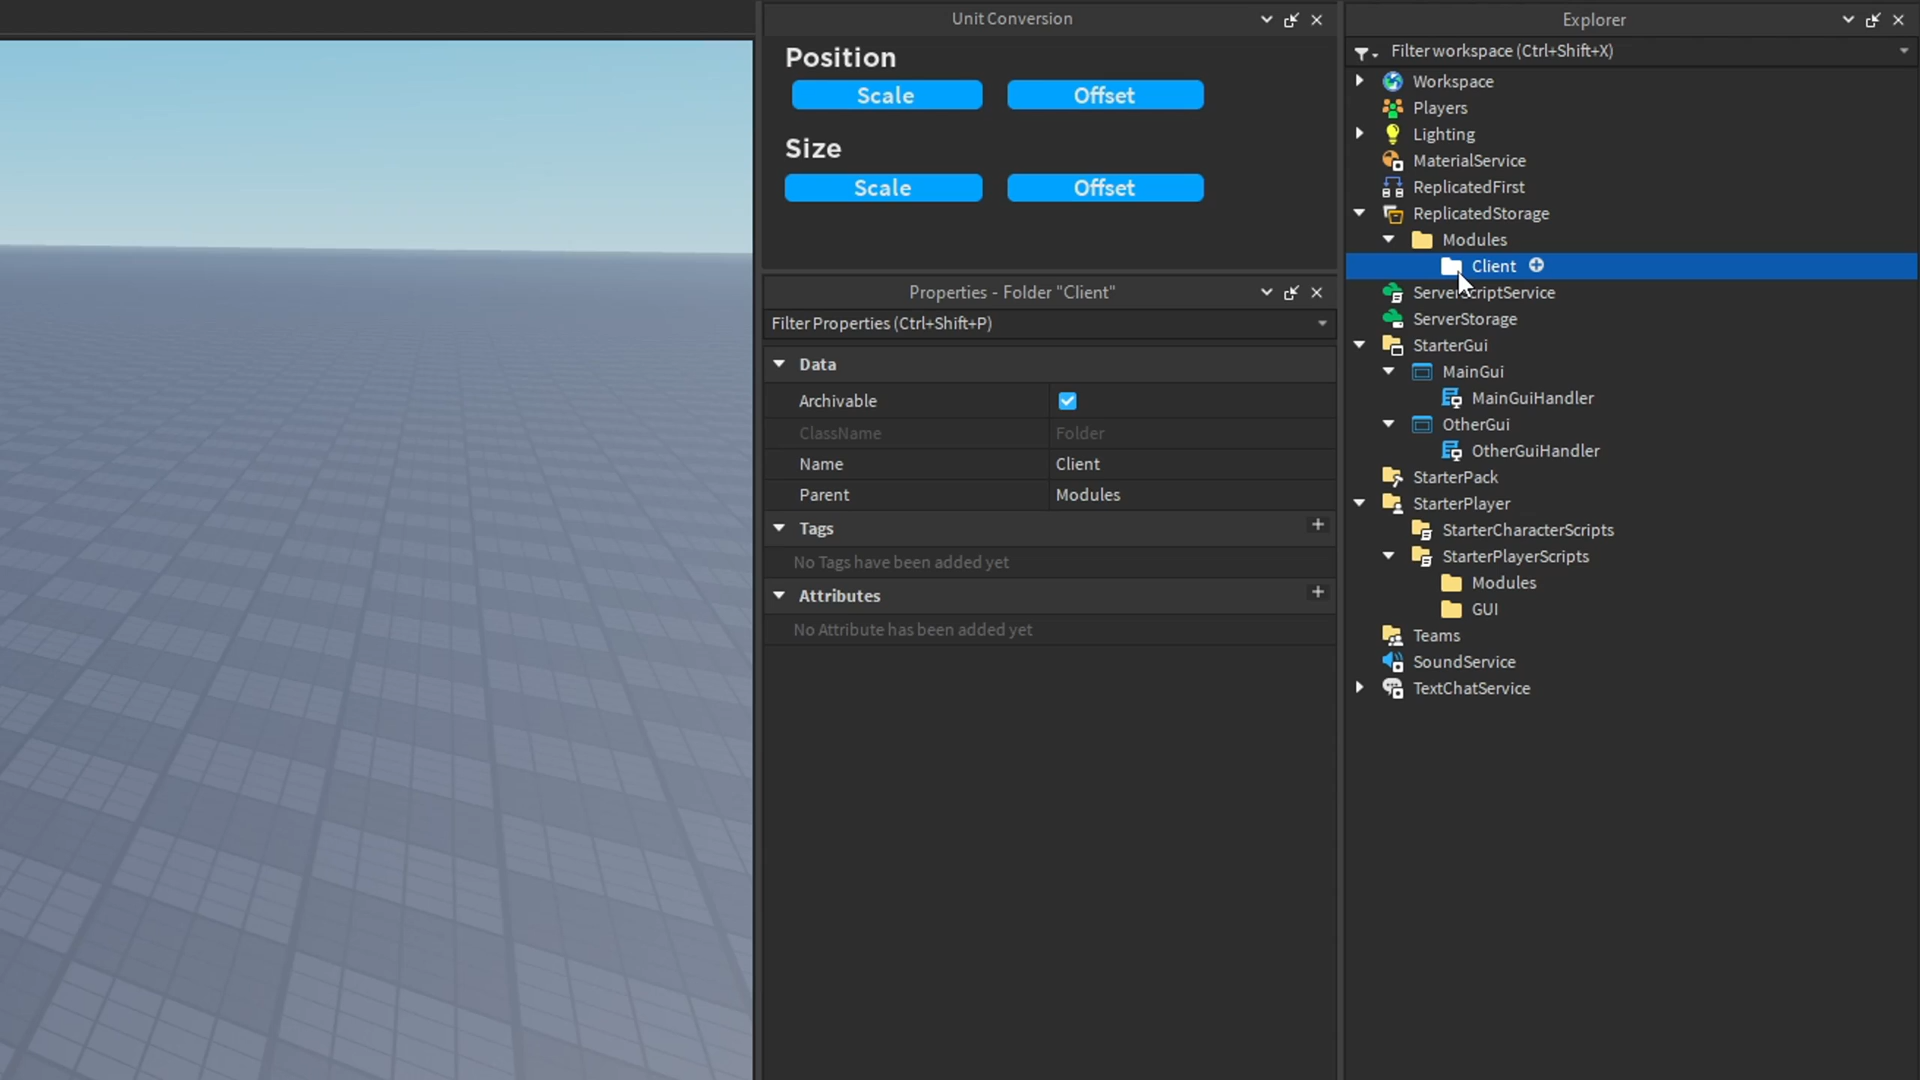 Unit Conversion
Position
Scale
Offset
Size
Scale
Offset
Properties - Folder "Client"
Filter Properties (Ctrl+Shift+P)
Data
Archivable
ClassName
Folder
Name
Client
Parent
Modules
Tags
No Tags have been added yet
Attributes
No Attribute has been added yet
Explorer
Filter workspace (Ctrl+Shift+X)
Workspace
Players
Lighting
MaterialService
ReplicatedFirst
ReplicatedStorage
Modules
Client
ServerScriptService
ServerStorage
StarterGui
MainGui
MainGuiHandler
OtherGui
OtherGuiHandler
StarterPack
StarterPlayer
StarterCharacterScripts
StarterPlayerScripts
Modules
GUI
Teams
SoundService
TextChatService